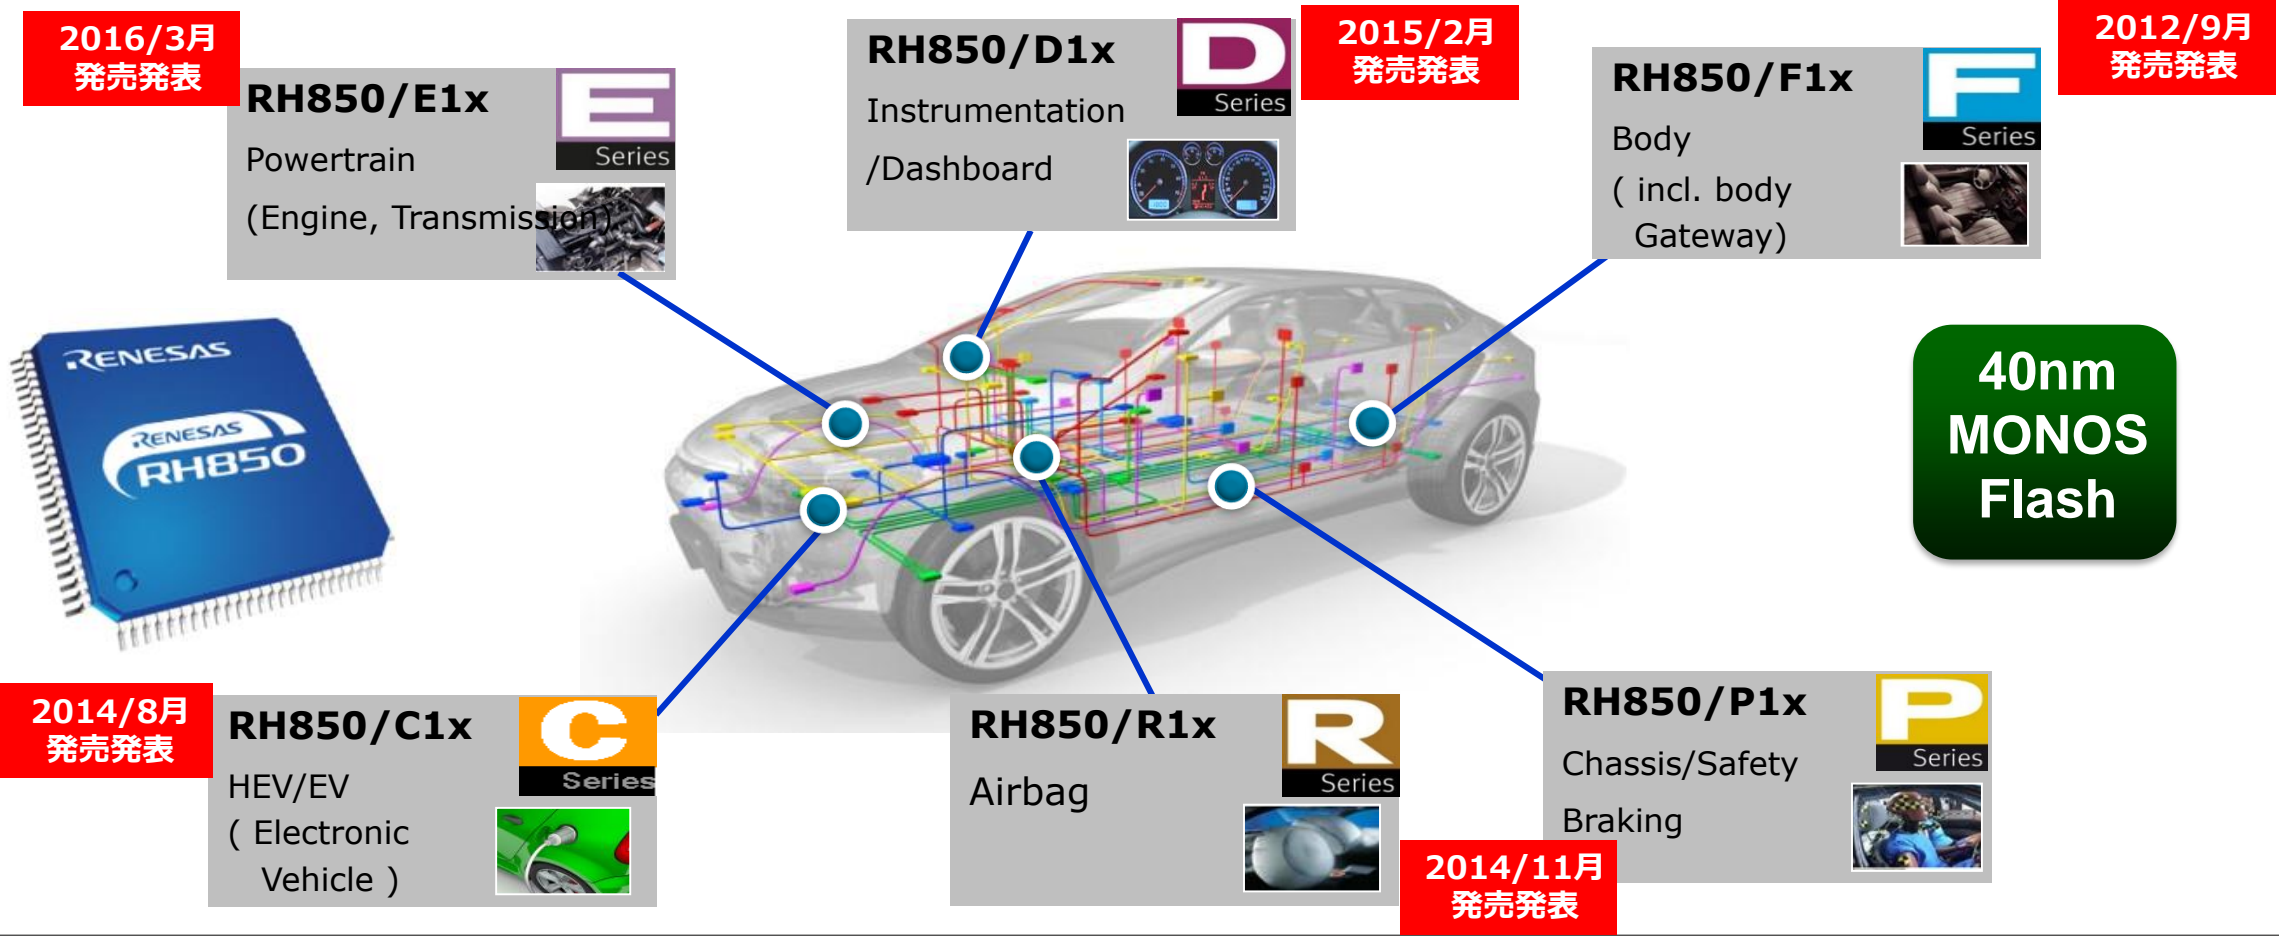 2016/3月
発売発表
RH850/E1x
Powertrain
(Engine, Transmission)
E
Series
RH850/D1x
Instrumentation
/Dashboard
D
Series
2015/2月
発売発表
RH850/F1x
Body
( incl. body
Gateway)
F
Series
2012/9月
発売発表
RENESAS
RENESAS
RH850
40nm
MONOS
Flash
2014/8月
発売発表
RH850/C1x
HEV/EV
( Electronic
Vehicle )
C
Series
RH850/R1x
Airbag
R
Series
2014/11月
発売発表
RH850/P1x
Chassis/Safety
Braking
P
Series